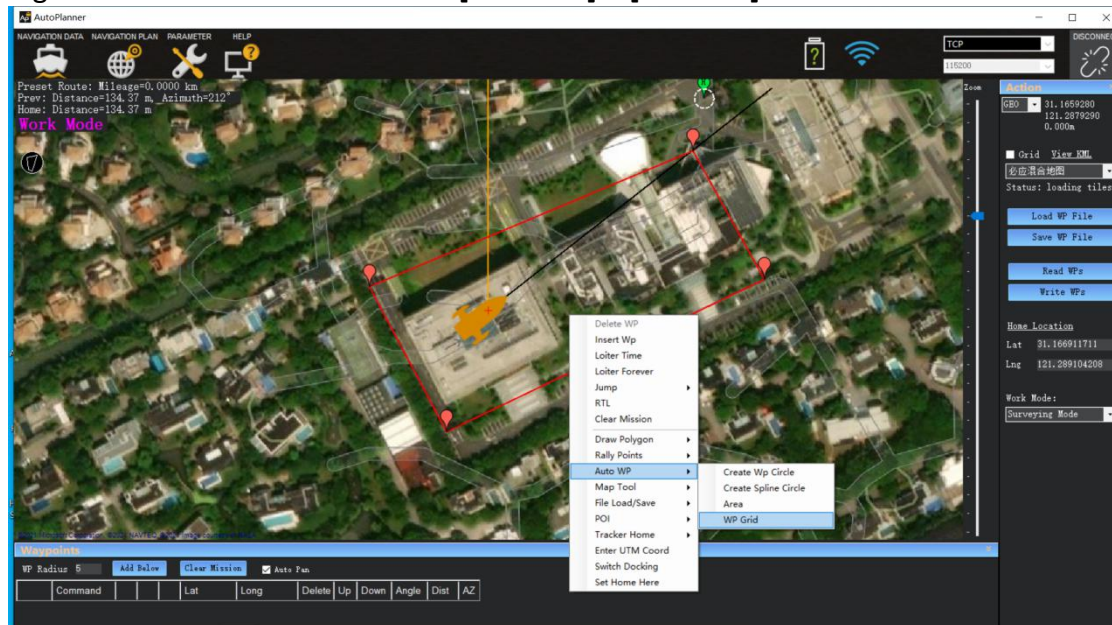 AutoPlanner
NAVIGATION DATA NAVIGATION PLAN PARAMETER HELP
TCP
115200
DISCONNE
Preset Route: Mileage=0.0000 km
Prev: Distance=134.37 m, Azimuth=212°
Home: Distance=134.37 m
Work Mode
Zoom
Action
GEO
31.1659280
121.2879290
0.000m
Grid View KML
必应混合地图
Status: loading tiles
Load WP File
Save WP File
Read WPs
Write WPs
Home Location
Lat 31.166911711
Lng 121.289104208
Work Mode:
Surveying Mode
Delete WP
Insert Wp
Loiter Time
Loiter Forever
Jump
RTL
Clear Mission
Draw Polygon
Rally Points
Auto WP
Map Tool
File Load/Save
POI
Tracker Home
Enter UTM Coord
Switch Docking
Set Home Here
Create Wp Circle
Create Spline Circle
Area
WP Grid
Waypoints
WP Radius 5 Add Below Clear Mission Auto Pan
Command Lat Long Delete Up Down Angle Dist AZ